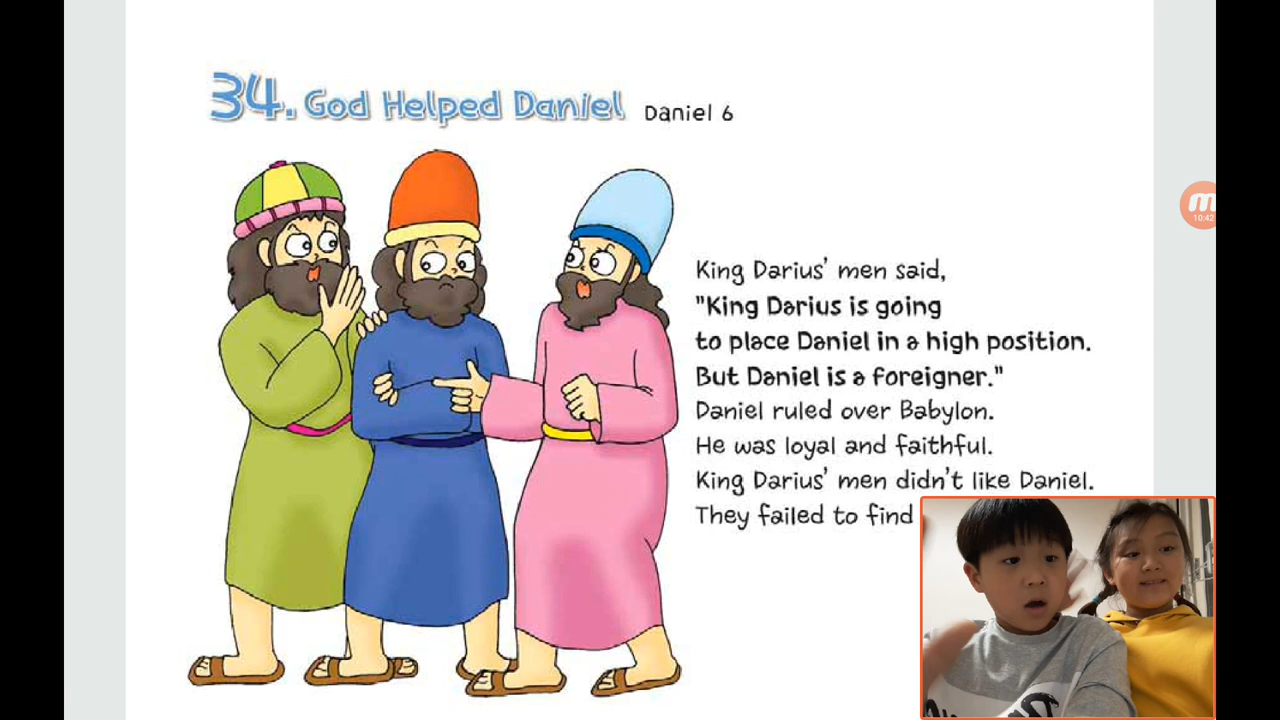 34. God Helped Daniel Daniel 6
King Darius' men said,
"King Darius is going
to place Daniel in a high position.
But Daniel is a foreigner."
Daniel ruled over Babylon.
He was loyal and faithful.
King Darius' men didn't like Daniel.
They failed to find
10:42